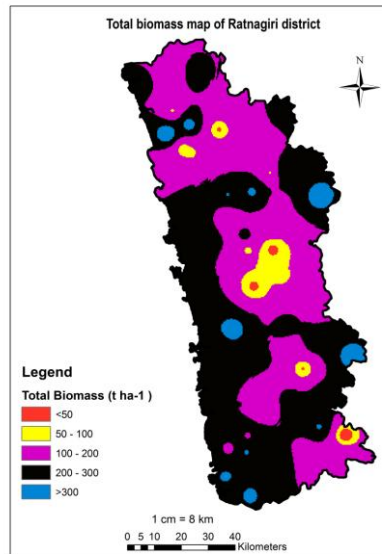 Total biomass map of Ratnagiri district
N
Legend
Total Biomass (t ha-1 )
<50
50 - 100
100 - 200
200 - 300
>300
1 cm = 8 km
0 5 10 20 30 40
Kilometers